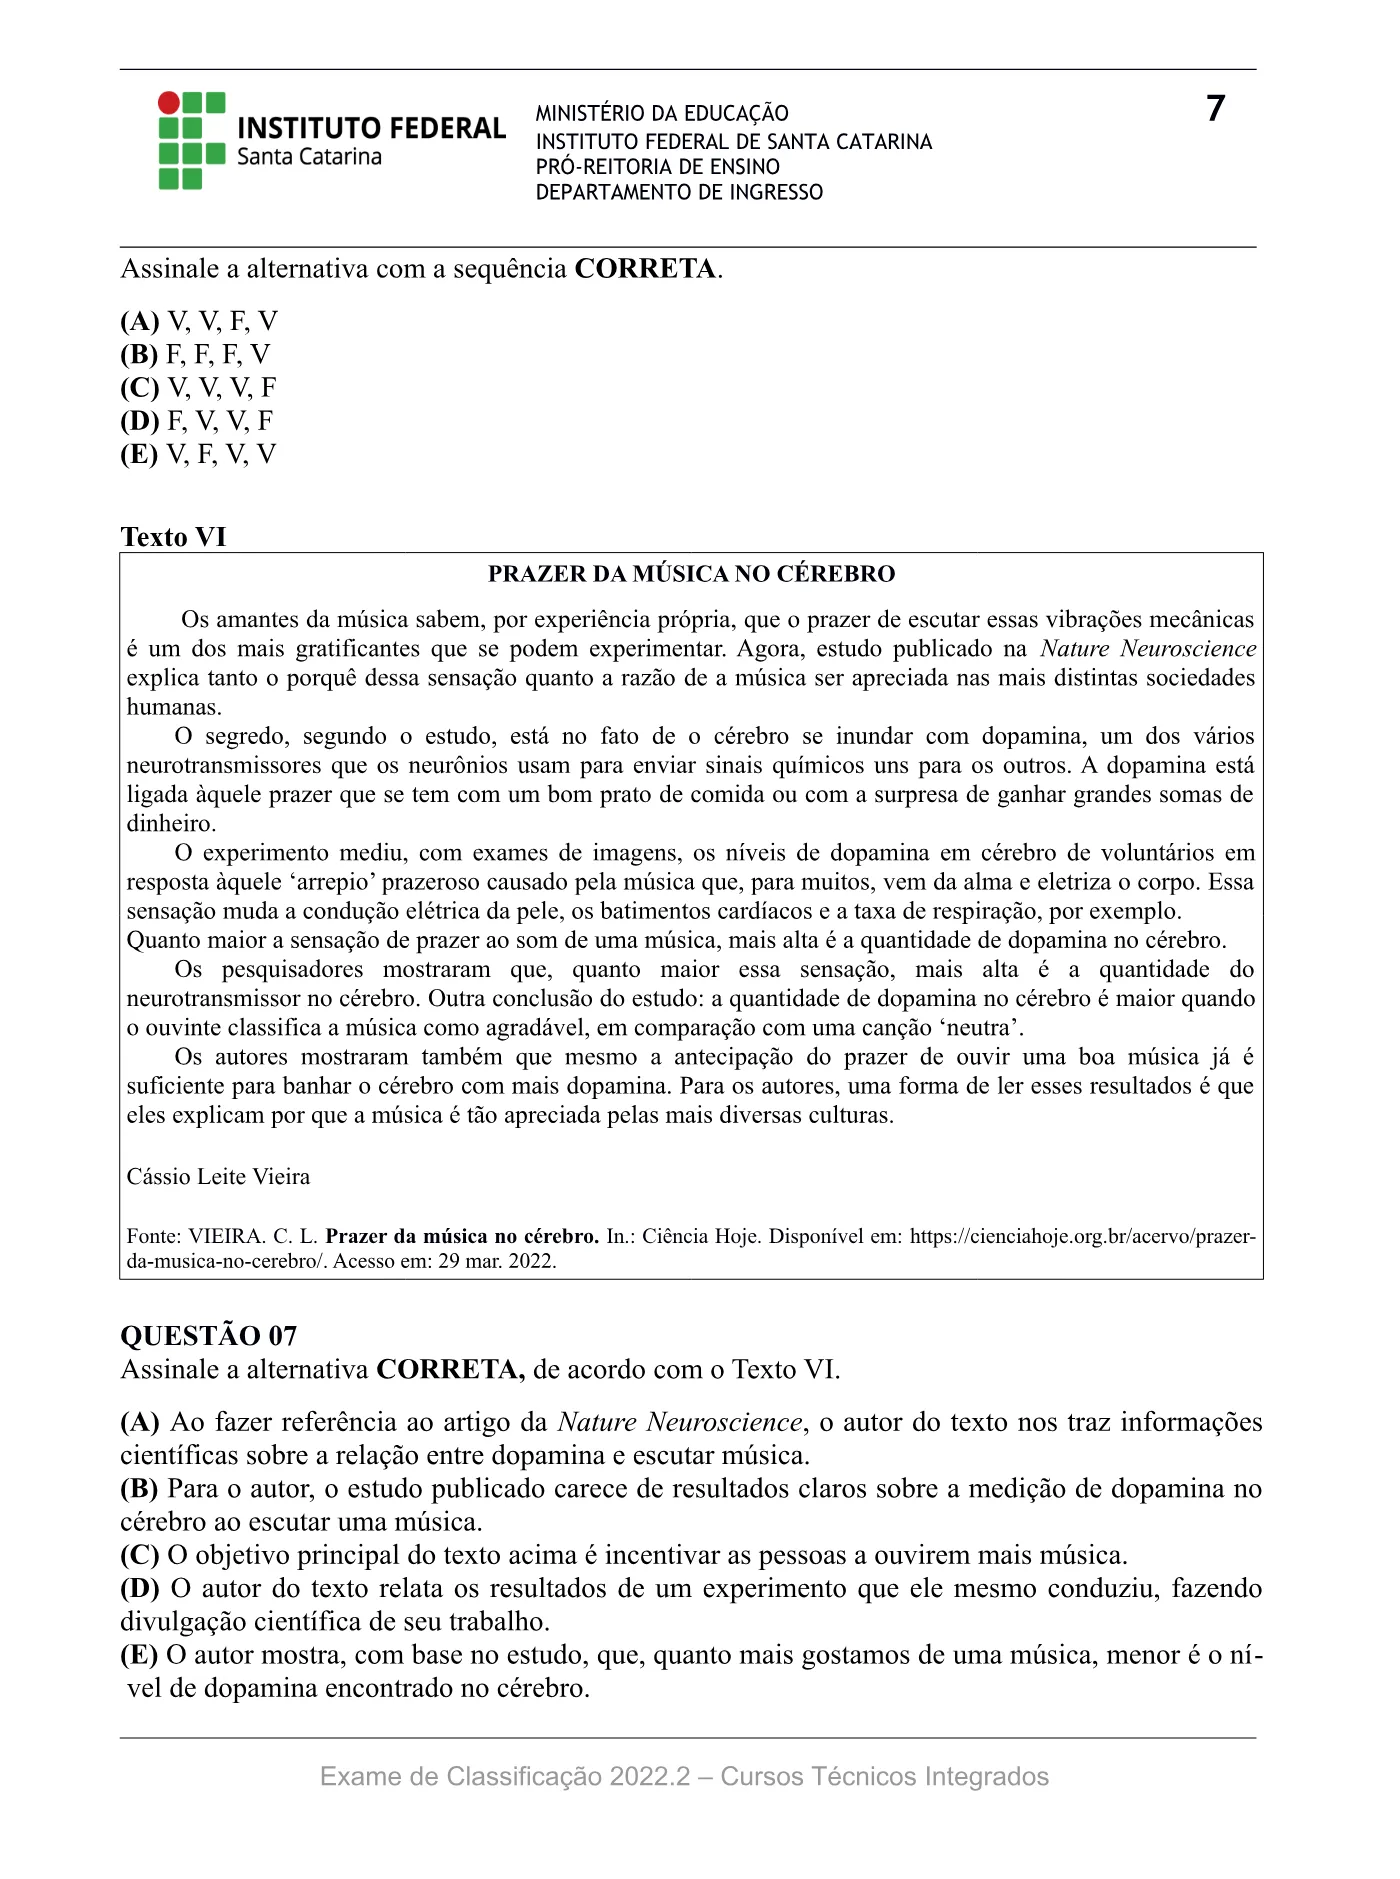 INSTITUTO FEDERAL
Santa Catarina
MINISTÉRIO DA EDUCAÇÃO
INSTITUTO FEDERAL DE SANTA CATARINA
PRÓ-REITORIA DE ENSINO
DEPARTAMENTO DE INGRESSO
7
Assinale a alternativa com a sequência CORRETA.
(A) V, V, F, V
(B) F, F, F, V
(C) V, V, V, F
(D) F, V, V, F
(E) V, F, V, V
Texto VI
PRAZER DA MÚSICA NO CÉREBRO
Os amantes da música sabem, por experiência própria, que o prazer de escutar essas vibrações mecânicas
é um dos mais gratificantes que se podem experimentar. Agora, estudo publicado na Nature Neuroscience
explica tanto o porquê dessa sensação quanto a razão de a música ser apreciada nas mais distintas sociedades
humanas.
O segredo, segundo o estudo, está no fato de o cérebro se inundar com dopamina, um dos vários
neurotransmissores que os neurônios usam para enviar sinais químicos uns para os outros. A dopamina está
ligada àquele prazer que se tem com um bom prato de comida ou com a surpresa de ganhar grandes somas de
dinheiro.
O experimento mediu, com exames de imagens, os níveis de dopamina em cérebro de voluntários em
resposta àquele ‘arrepio’ prazeroso causado pela música que, para muitos, vem da alma e eletriza o corpo. Essa
sensação muda a condução elétrica da pele, os batimentos cardíacos e a taxa de respiração, por exemplo.
Quanto maior a sensação de prazer ao som de uma música, mais alta é a quantidade de dopamina no cérebro.
Os pesquisadores mostraram que, quanto maior essa sensação, mais alta é a quantidade do
neurotransmissor no cérebro. Outra conclusão do estudo: a quantidade de dopamina no cérebro é maior quando
o ouvinte classifica a música como agradável, em comparação com uma canção ‘neutra’.
Os autores mostraram também que mesmo a antecipação do prazer de ouvir uma boa música já é
suficiente para banhar o cérebro com mais dopamina. Para os autores, uma forma de ler esses resultados é que
eles explicam por que a música é tão apreciada pelas mais diversas culturas.
Cássio Leite Vieira
Fonte: VIEIRA. C. L. Prazer da música no cérebro. In.: Ciência Hoje. Disponível em: https://cienciahoje.org.br/acervo/prazer-
da-musica-no-cerebro/. Acesso em: 29 mar. 2022.
QUESTÃO 07
Assinale a alternativa CORRETA, de acordo com o Texto VI.
(A) Ao fazer referência ao artigo da Nature Neuroscience, o autor do texto nos traz informações
científicas sobre a relação entre dopamina e escutar música.
(B) Para o autor, o estudo publicado carece de resultados claros sobre a medição de dopamina no
cérebro ao escutar uma música.
(C) O objetivo principal do texto acima é incentivar as pessoas a ouvirem mais música.
(D) O autor do texto relata os resultados de um experimento que ele mesmo conduziu, fazendo
divulgação científica de seu trabalho.
(E) O autor mostra, com base no estudo, que, quanto mais gostamos de uma música, menor é o ní-
vel de dopamina encontrado no cérebro.
Exame de Classificação 2022.2 – Cursos Técnicos Integrados